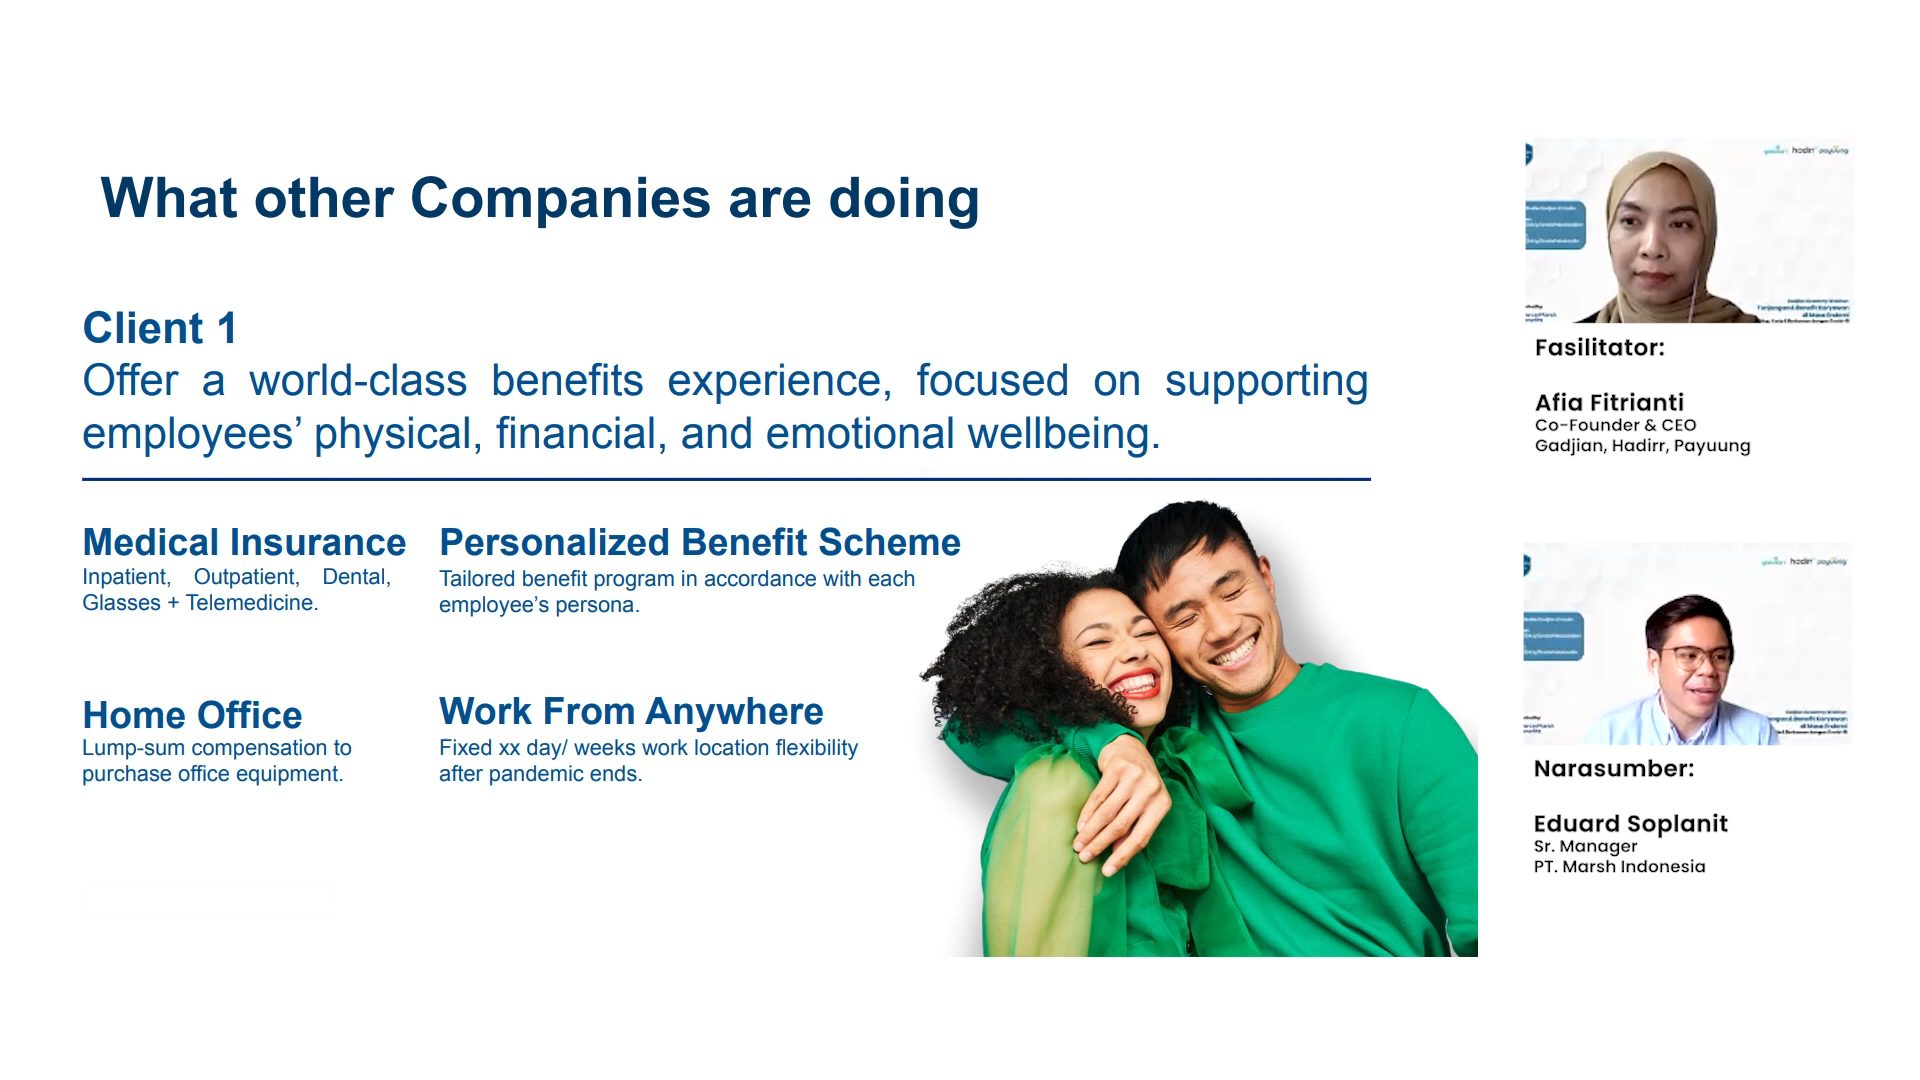 What other Companies are doing
Client 1
Offer a world-class benefits experience, focused on supporting
employees’ physical, financial, and emotional wellbeing.
Medical Insurance
Inpatient, Outpatient, Dental,
Glasses + Telemedicine.
Personalized Benefit Scheme
Tailored benefit program in accordance with each
employee’s persona.
Home Office
Lump-sum compensation to
purchase office equipment.
Work From Anywhere
Fixed xx day/ weeks work location flexibility
after pandemic ends.
hadirr payuung
Fasilitator:
Afia Fitrianti
Co-Founder & CEO
Gadjian, Hadirr, Payuung
hadirr payuung
Narasumber:
Eduard Soplanit
Sr. Manager
PT. Marsh Indonesia